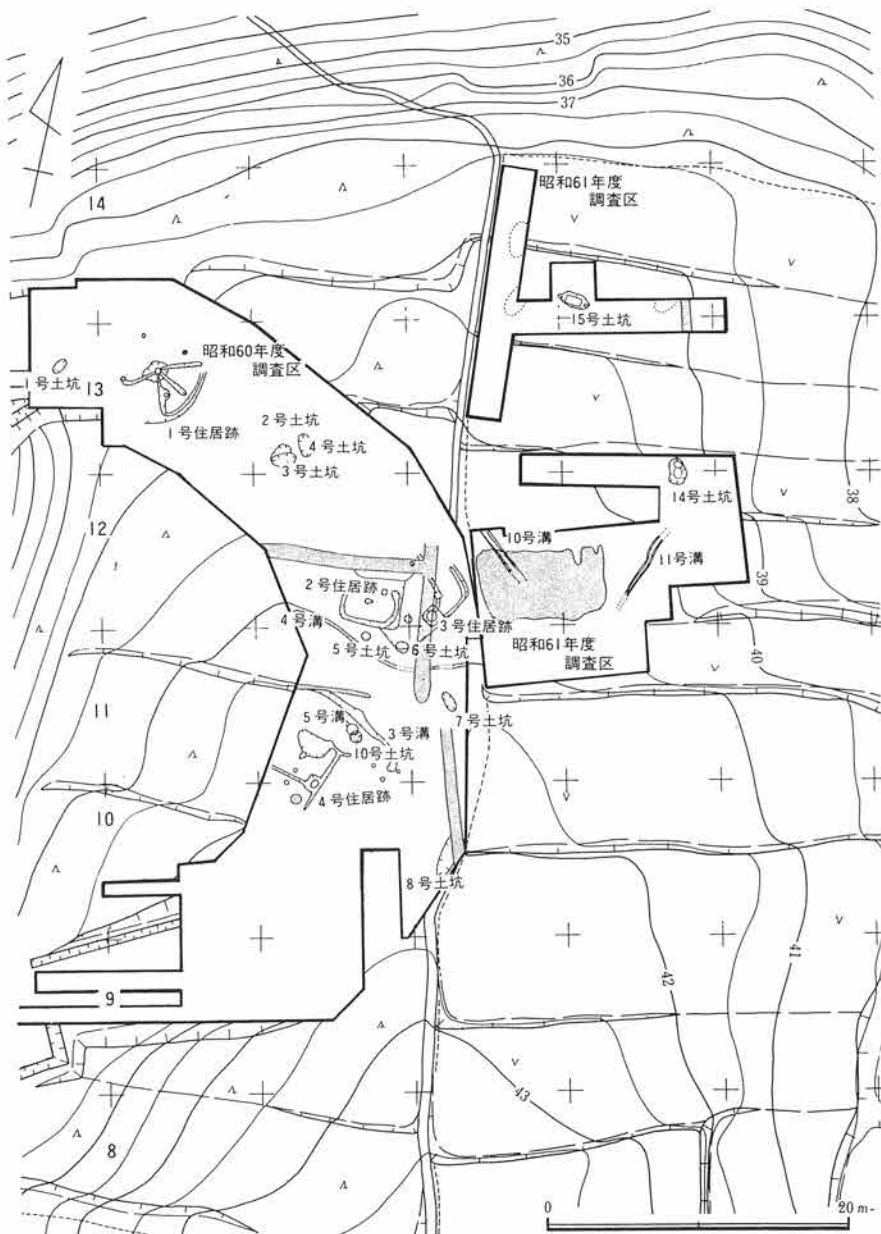 35
36
37
昭和61年度
調査区
14
15号土坑
昭和60年度
調査区
1号土坑
13
1号住居跡
2号土坑
4号土坑
3号土坑
14号土坑
38
12
10号溝
11号溝
39
2号住居跡
4号溝
3号住居跡
5号土坑
6号土坑
昭和61年度
調査区
40
11
7号土坑
5号溝
3号溝
10号土坑
4号住居跡
10
8号土坑
41
42
9
43
8
0
20m